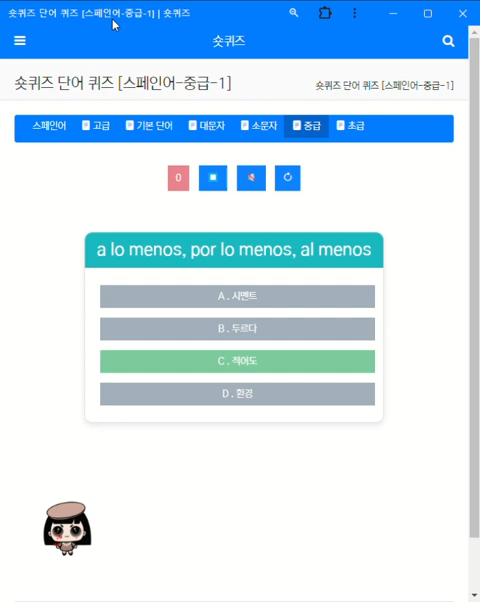 숏퀴즈 단어 퀴즈 [스페인어-중급-1] | 숏퀴즈
숏퀴즈
숏퀴즈 단어 퀴즈 [스페인어-중급-1]
숏퀴즈 단어 퀴즈 [스페인어-중급-1]
스페인어 고급 기본 단어 대문자 소문자 중급 초급
0
a lo menos, por lo menos, al menos
A . 시멘트
B . 두르다
C . 적어도
D . 환경